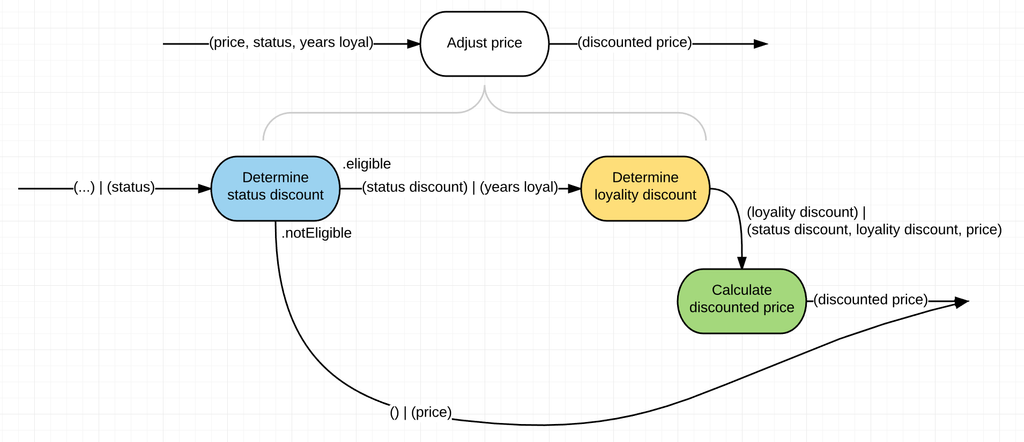 (price, status, years loyal)
Adjust price
(discounted price)
.eligible
(...) | (status)
Determine
status discount
(status discount) | (years loyal)
Determine
loyality discount
.notEligible
(loyality discount) |
(status discount, loyality discount, price)
Calculate
discounted price
(discounted price)
() | (price)